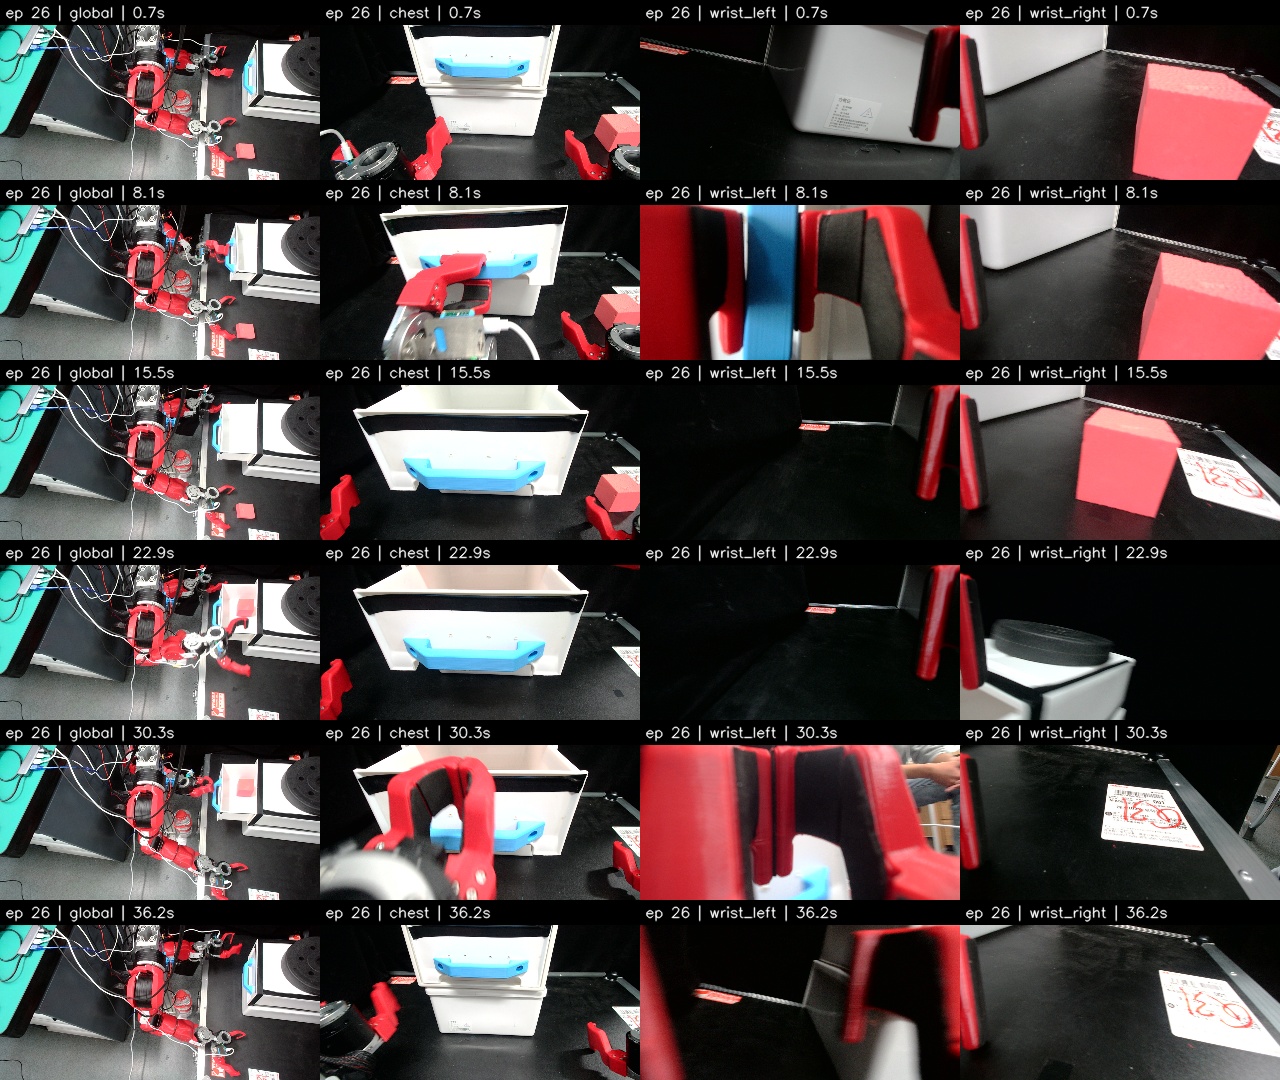 ep 26 | global | 0.7s
ep 26 | chest | 0.7s
ep 26 | wrist_left | 0.7s
ep 26 | wrist_right | 0.7s
ep 26 | global | 8.1s
ep 26 | chest | 8.1s
ep 26 | wrist_left | 8.1s
ep 26 | wrist_right | 8.1s
ep 26 | global | 15.5s
ep 26 | chest | 15.5s
ep 26 | wrist_left | 15.5s
ep 26 | wrist_right | 15.5s
ep 26 | global | 22.9s
ep 26 | chest | 22.9s
ep 26 | wrist_left | 22.9s
ep 26 | wrist_right | 22.9s
ep 26 | global | 30.3s
ep 26 | chest | 30.3s
ep 26 | wrist_left | 30.3s
ep 26 | wrist_right | 30.3s
ep 26 | global | 36.2s
ep 26 | chest | 36.2s
ep 26 | wrist_left | 36.2s
ep 26 | wrist_right | 36.2s